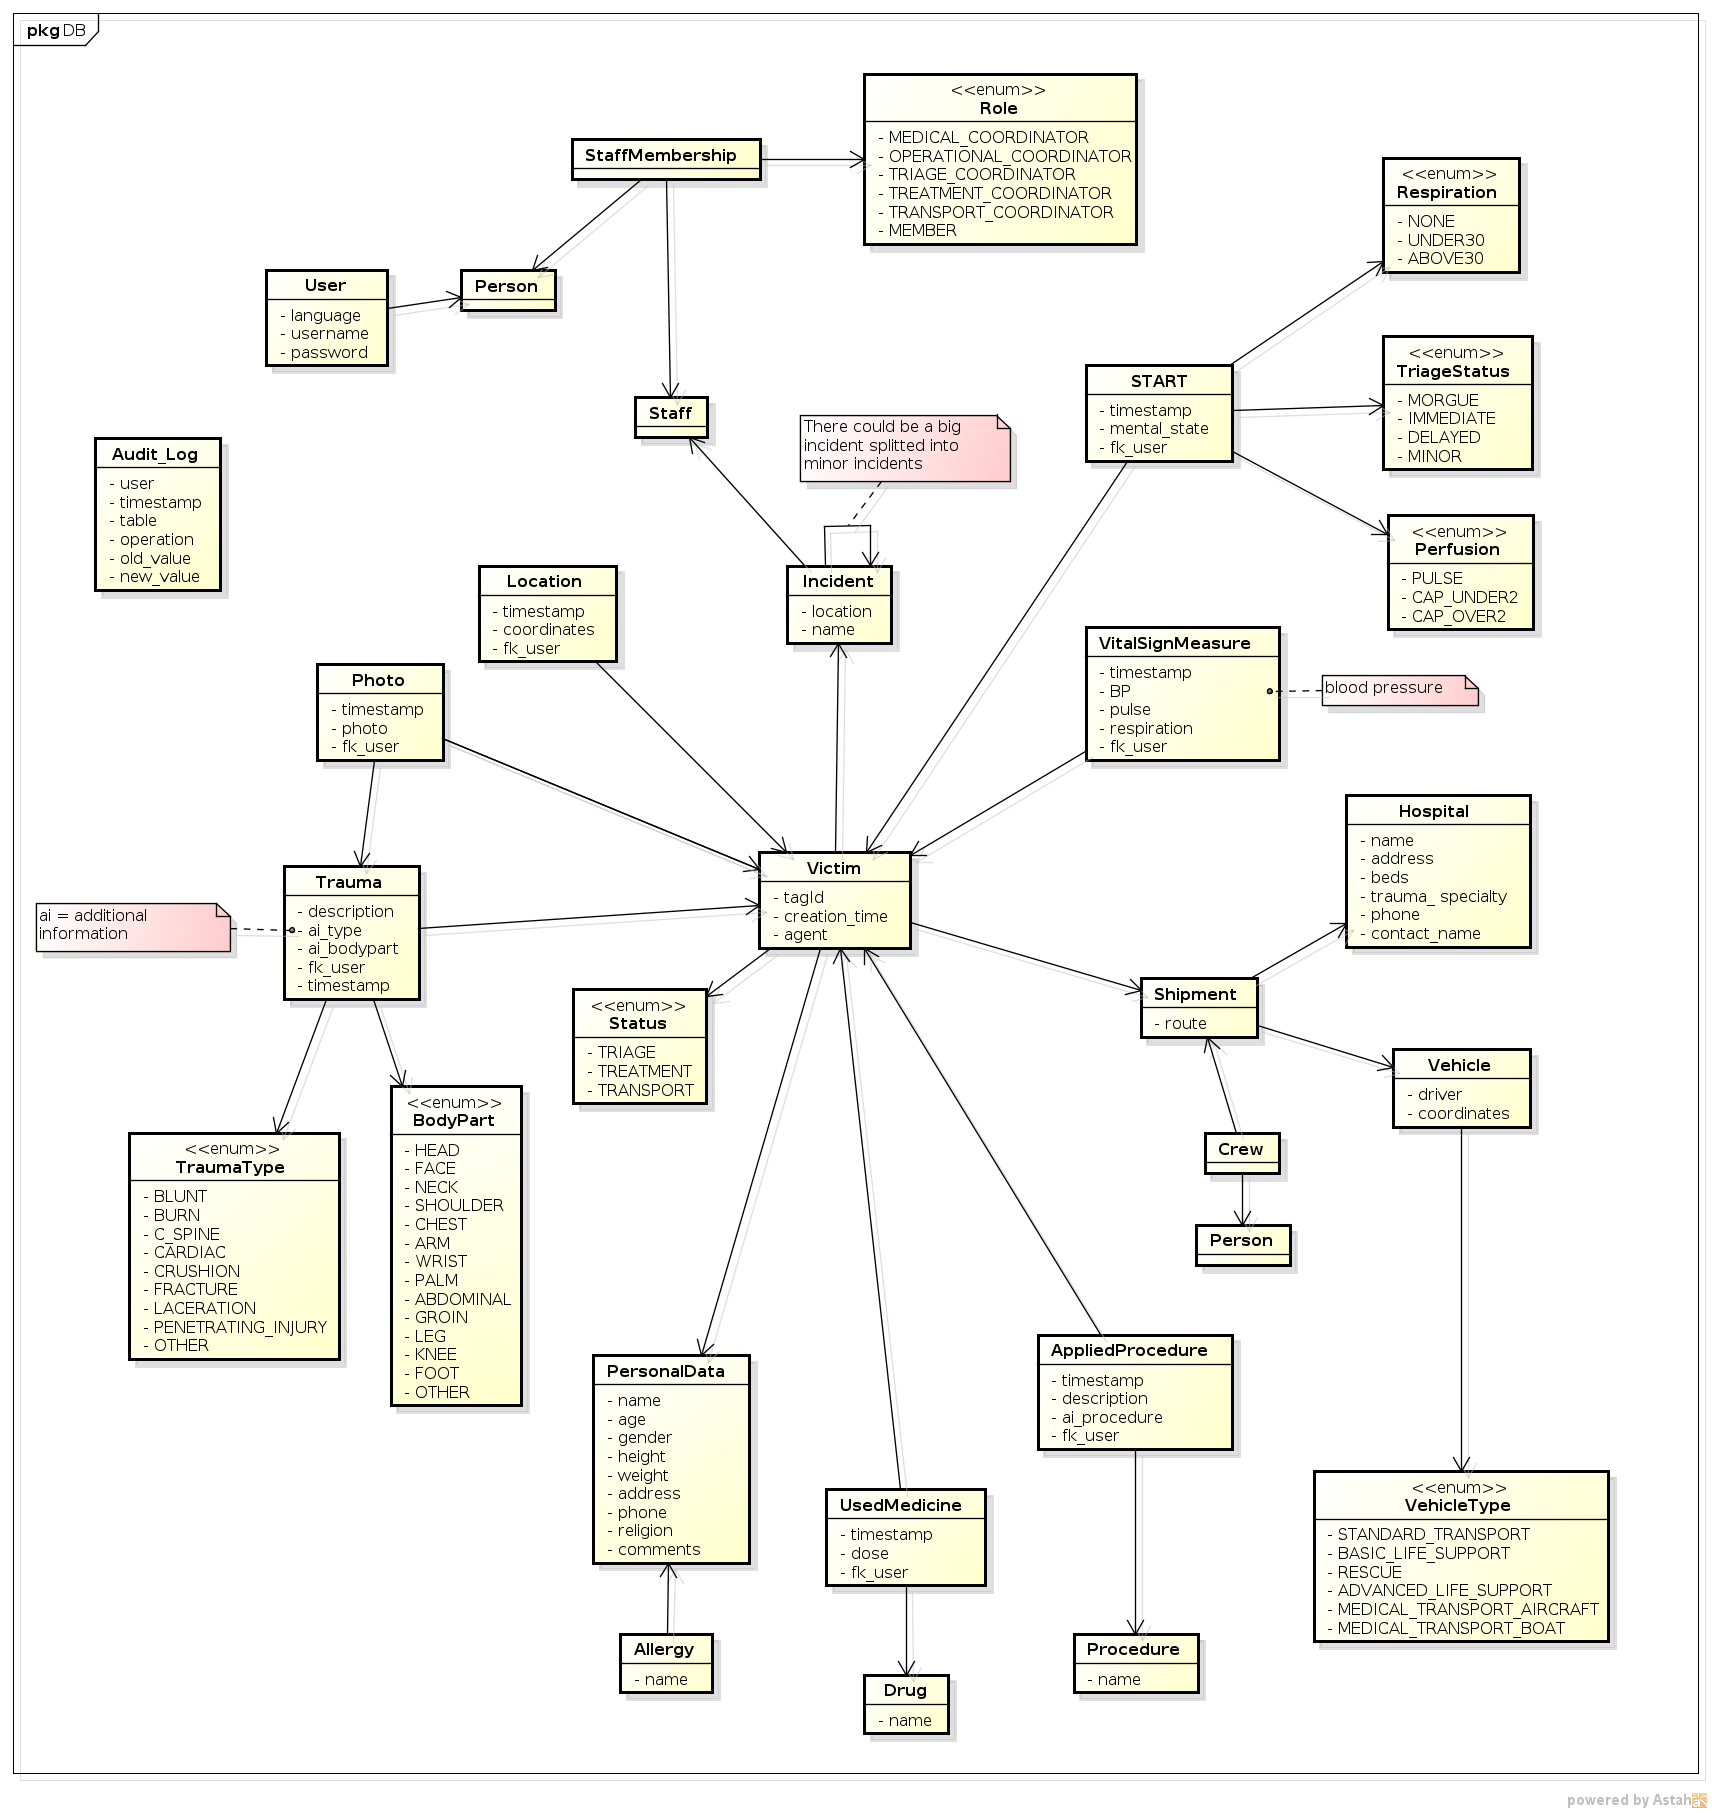 pkg DB
<<enum>>
Role
- MEDICAL_COORDINATOR
- OPERATIONAL_COORDINATOR
- TRIAGE_COORDINATOR
- TREATMENT_COORDINATOR
- TRANSPORT_COORDINATOR
- MEMBER
StaffMembership
<<enum>>
Respiration
- NONE
- UNDER30
- ABOVE30
User
- language
- username
- password
Person
<<enum>>
TriageStatus
- MORGUE
- IMMEDIATE
- DELAYED
- MINOR
START
- timestamp
- mental_state
- fk_user
Staff
There could be a big
incident splitted into
minor incidents
Audit_Log
- user
- timestamp
- table
- operation
- old_value
- new_value
<<enum>>
Perfusion
- PULSE
- CAP_UNDER2
- CAP_OVER2
Location
- timestamp
- coordinates
- fk_user
Incident
- location
- name
VitalSignMeasure
- timestamp
- BP
- pulse
- respiration
- fk_user
blood pressure
Photo
- timestamp
- photo
- fk_user
Hospital
- name
- address
- beds
- trauma_ specialty
- phone
- contact_name
Victim
- tagId
- creation_time
- agent
Trauma
- description
- ai_type
- ai_bodypart
- fk_user
- timestamp
ai = additional
information
Shipment
- route
<<enum>>
Status
- TRIAGE
- TREATMENT
- TRANSPORT
Vehicle
- driver
- coordinates
<<enum>>
BodyPart
- HEAD
- FACE
- NECK
- SHOULDER
- CHEST
- ARM
- WRIST
- PALM
- ABDOMINAL
- GROIN
- LEG
- KNEE
- FOOT
- OTHER
<<enum>>
TraumaType
- BLUNT
- BURN
- C_SPINE
- CARDIAC
- CRUSHION
- FRACTURE
- LACERATION
- PENETRATING_INJURY
- OTHER
Crew
Person
AppliedProcedure
- timestamp
- description
- ai_procedure
- fk_user
PersonalData
- name
- age
- gender
- height
- weight
- address
- phone
- religion
- comments
<<enum>>
VehicleType
- STANDARD_TRANSPORT
- BASIC_LIFE_SUPPORT
- RESCUE
- ADVANCED_LIFE_SUPPORT
- MEDICAL_TRANSPORT_AIRCRAFT
- MEDICAL_TRANSPORT_BOAT
UsedMedicine
- timestamp
- dose
- fk_user
Allergy
- name
Procedure
- name
Drug
- name
powered by Astah